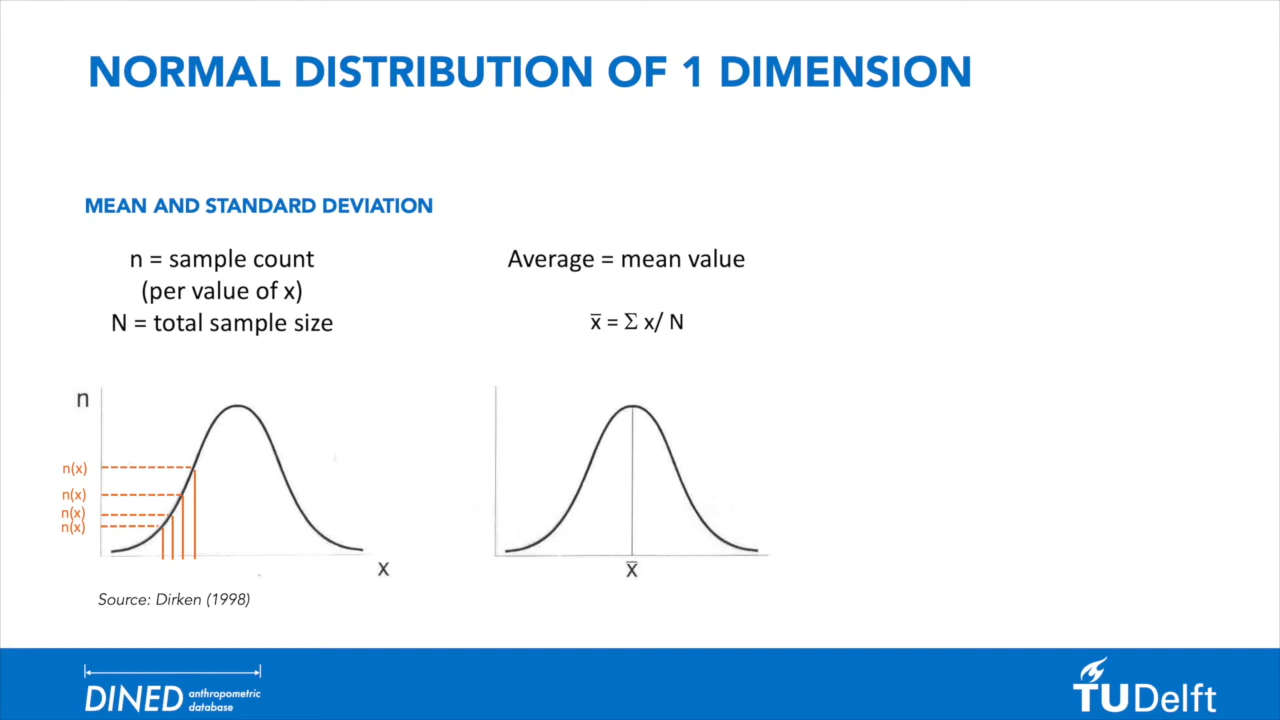 NORMAL DISTRIBUTION OF 1 DIMENSION
MEAN AND STANDARD DEVIATION
n = sample count
(per value of x)
N = total sample size
Average = mean value
x̅ = Σ x/ N
n
n(x)
n(x)
n(x)
n(x)
x
x̅
Source: Dirken (1998)
DINED anthropometric
database
TUDelft